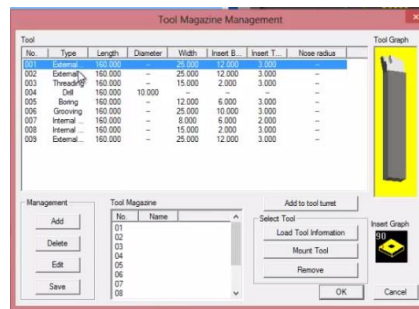 Tool Magazine Management
Tool
Tool Graph
No. Type Length Diameter Width Insert B... Insert T... Nose radius
001 External... 160.000 – 25.000 12.000 3.000 –
002 External... 160.000 – 25.000 12.000 3.000 –
003 Threading 160.000 – 15.000 2.000 3.000 –
004 Drill 160.000 10.000 – – – –
005 Boring 160.000 – 12.000 6.000 3.000 –
006 Grooving 160.000 – 25.000 10.000 3.000 –
007 Internal ... 160.000 – 8.000 6.000 2.000 –
008 Internal ... 160.000 – 15.000 2.000 3.000 –
009 External... 160.000 – 25.000 12.000 3.000 –
Management
Add
Delete
Edit
Save
Tool Magazine
No. Name
01
02
03
04
05
06
07
08
Add to tool turret
Select Tool
Load Tool Information
Mount Tool
Remove
Insert Graph
90
OK
Cancel